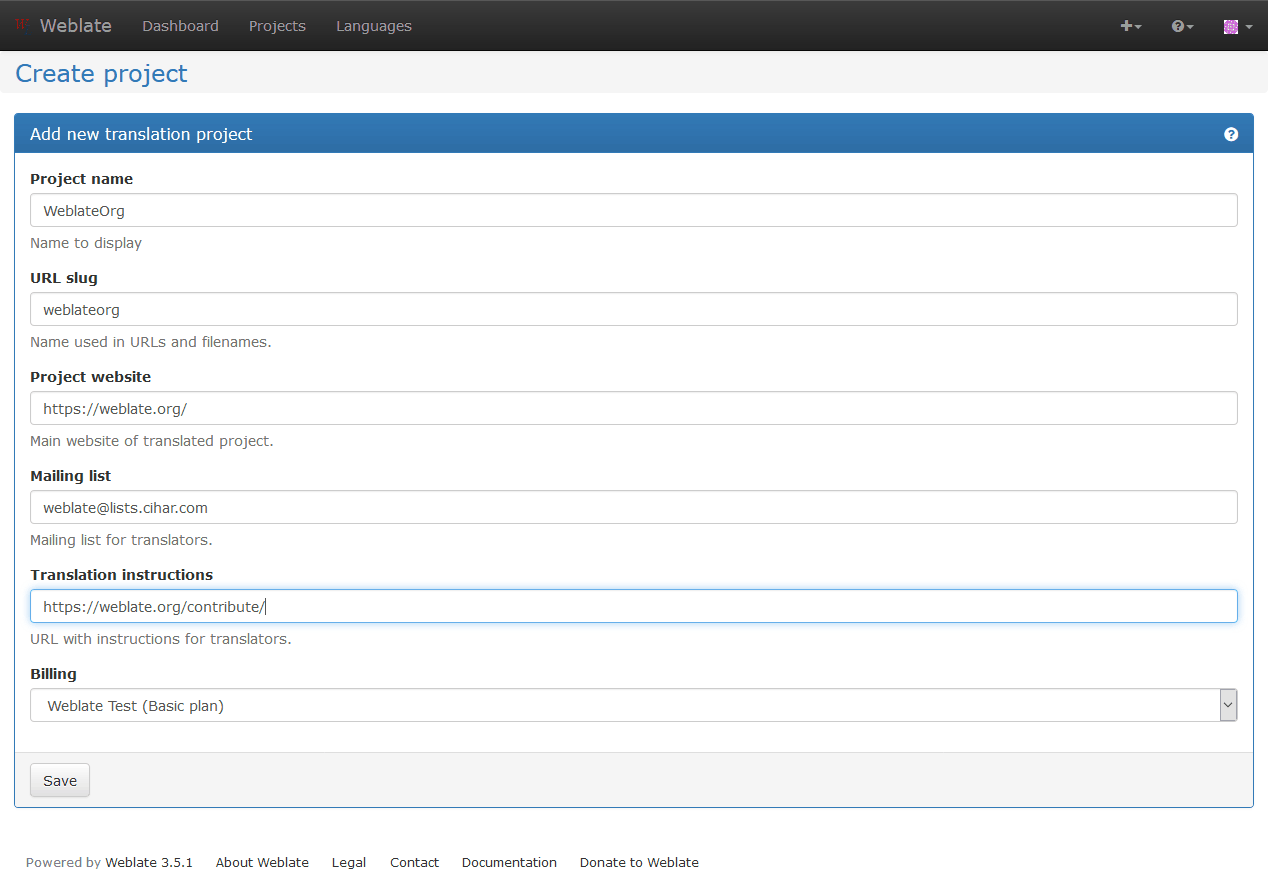 Weblate Dashboard Projects Languages
Create project
Add new translation project
Project name
WeblateOrg
Name to display
URL slug
weblateorg
Name used in URLs and filenames.
Project website
https://weblate.org/
Main website of translated project.
Mailing list
weblate@lists.cihar.com
Mailing list for translators.
Translation instructions
https://weblate.org/contribute/
URL with instructions for translators.
Billing
Weblate Test (Basic plan)
Save
Powered by Weblate 3.5.1 About Weblate Legal Contact Documentation Donate to Weblate